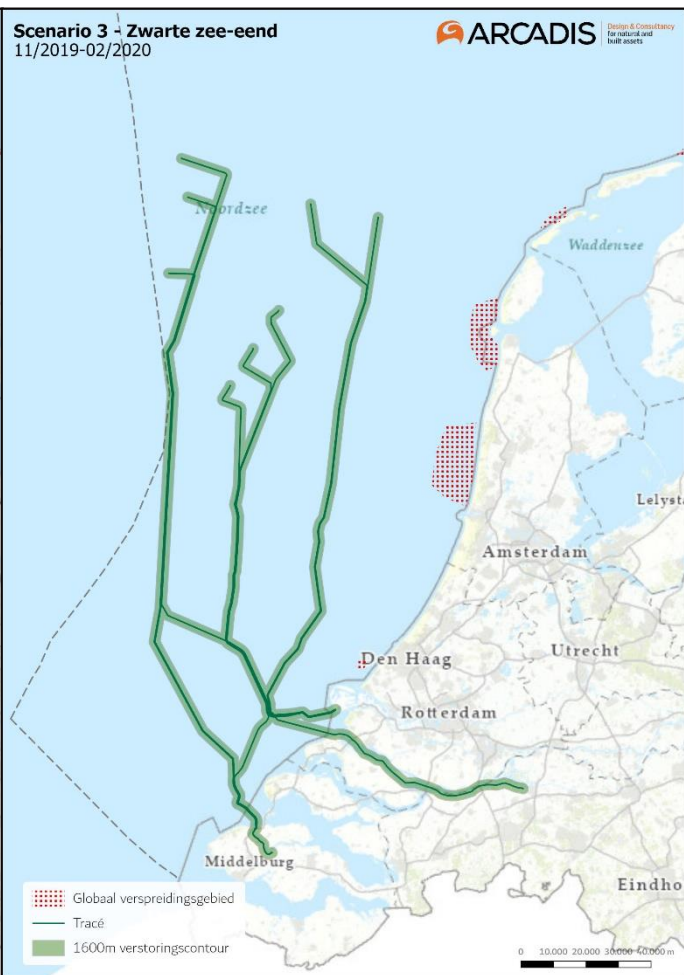 Scenario 3 - Zwarte zee-eend
11/2019-02/2020
ARCADIS
Design & Consultancy
for natural and
built assets
Noordzee
Waddenzee
Lelysta
Amsterdam
Den Haag
Utrecht
Rotterdam
Middelburg
Eindho
Globaal verspreidingsgebied
Tracé
1600m verstoringscontour
0 10.000 20.000 30.000 40.000 m